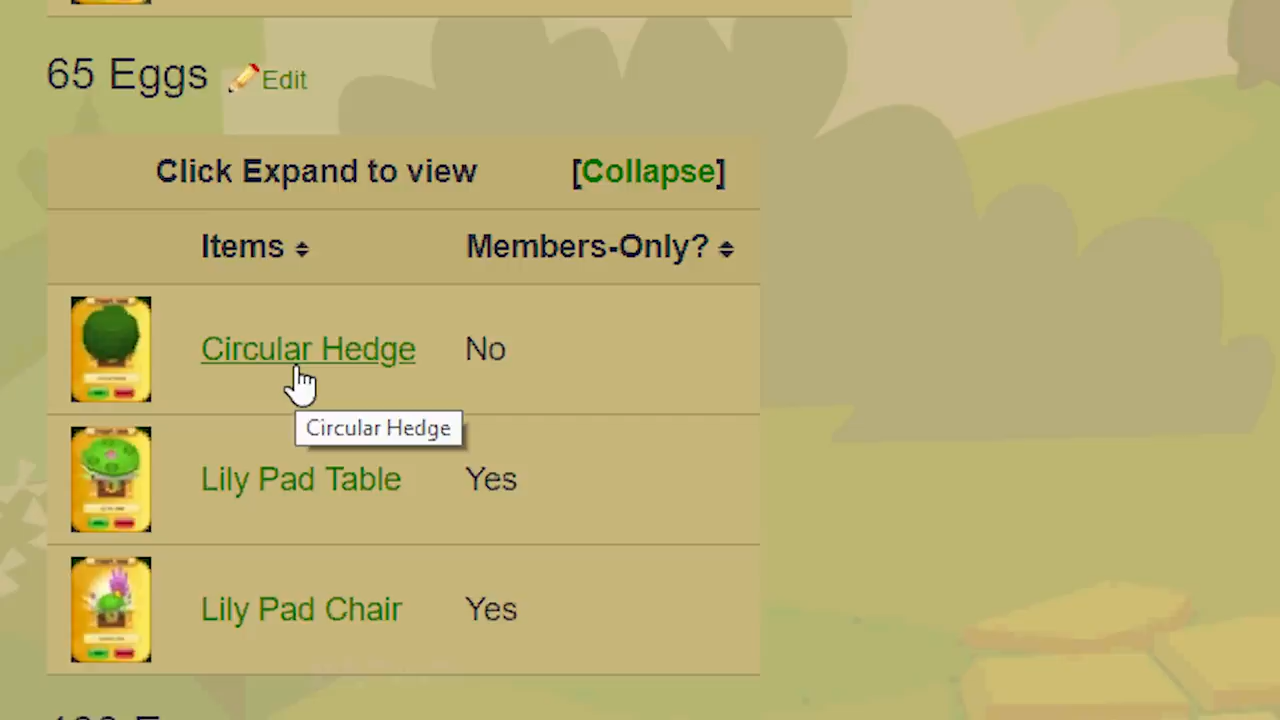 65 Eggs Edit
Click Expand to view [Collapse]
Items Members-Only?
Circular Hedge No
Circular Hedge
Lily Pad Table Yes
Lily Pad Chair Yes